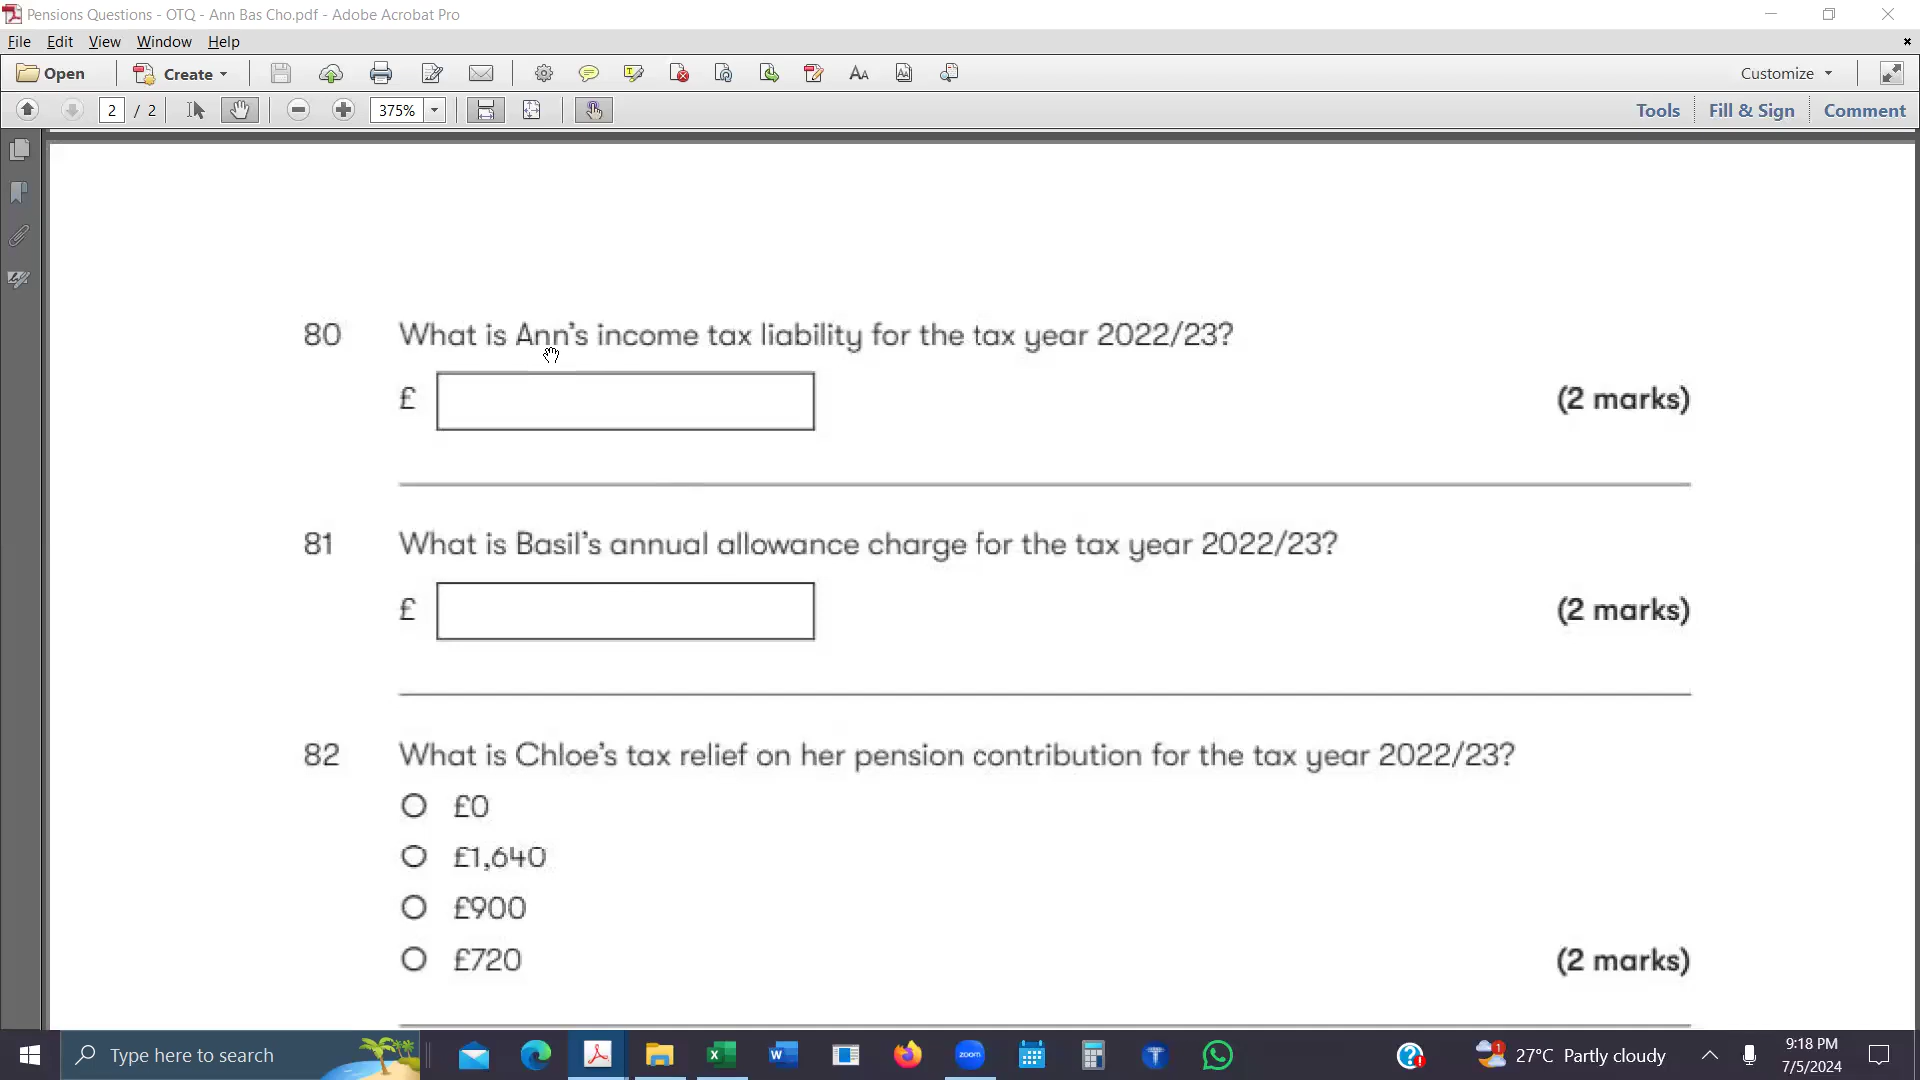 Pensions Questions - OTQ - Ann Bas Cho.pdf - Adobe Acrobat Pro
File Edit View Window Help
Open Create Customize
2 / 2 375% Tools Fill & Sign Comment
80 What is Ann's income tax liability for the tax year 2022/23?
£ (2 marks)
81 What is Basil's annual allowance charge for the tax year 2022/23?
£ (2 marks)
82 What is Chloe's tax relief on her pension contribution for the tax year 2022/23?
£0
£1,640
£900
£720 (2 marks)
Type here to search zoom 1 27°C Partly cloudy 9:18 PM
7/5/2024